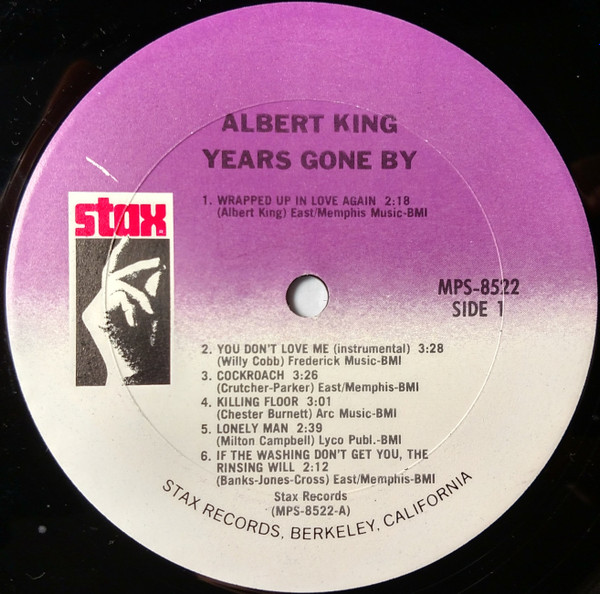 ALBERT KING
YEARS GONE BY
1. WRAPPED UP IN LOVE AGAIN 2:18
(Albert King) East/Memphis Music-BMI
stax
MPS-8522
SIDE 1
2. YOU DON'T LOVE ME (instrumental) 3:28
(Willy Cobb) Frederick Music-BMI
3. COCKROACH 3:26
(Crutcher-Parker) East/Memphis-BMI
4. KILLING FLOOR 3:01
(Chester Burnett) Arc Music-BMI
5. LONELY MAN 2:39
(Milton Campbell) Lyco Publ.-BMI
6. IF THE WASHING DON'T GET YOU, THE
RINSING WILL 2:12
(Banks-Jones-Cross) East/Memphis-BMI
Stax Records
(MPS-8522-A)
STAX RECORDS, BERKELEY, CALIFORNIA